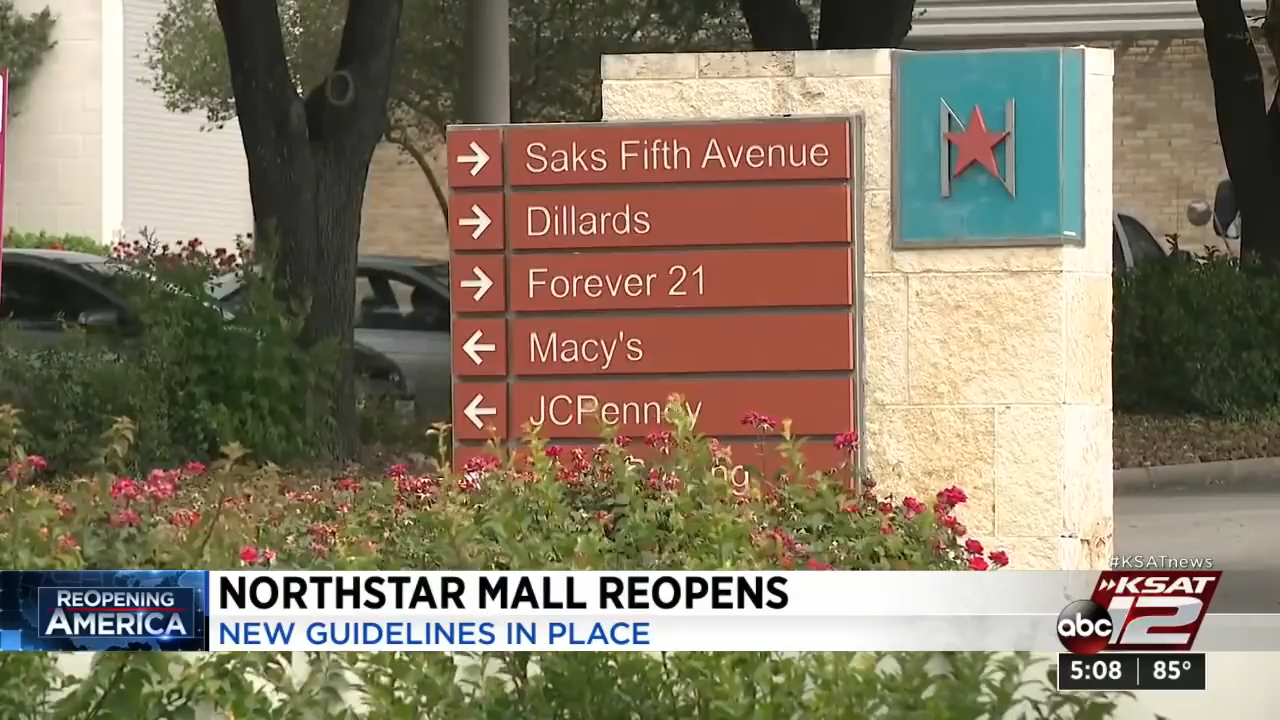 Saks Fifth Avenue
Dillards
Forever 21
Macy's
JCPenney
#KSATnews
REOPENING
AMERICA
NORTHSTAR MALL REOPENS
NEW GUIDELINES IN PLACE
KSAT
abc 12
5:08 85°